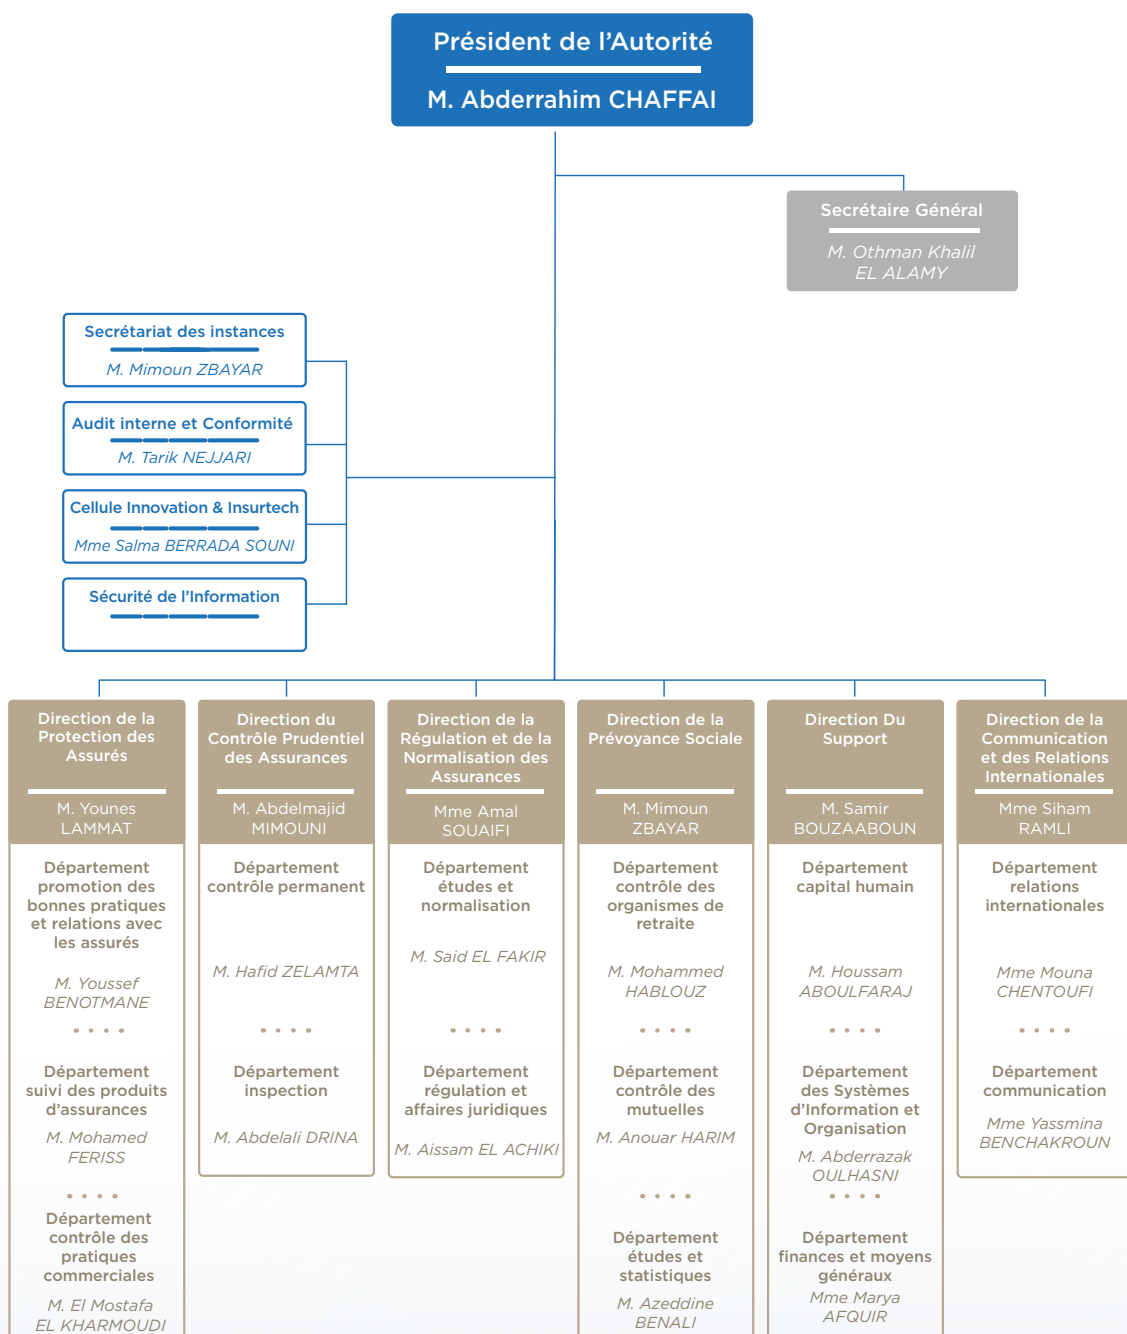 Président de l’Autorité
M. Abderrahim CHAFFAI
Secrétaire Général
M. Othman Khalil
EL ALAMY
Secrétariat des instances
M. Mimoun ZBAYAR
Audit interne et Conformité
M. Tarik NEJJARI
Cellule Innovation & Insurtech
Mme Salma BERRADA SOUNI
Sécurité de l’Information
Direction de la
Protection des
Assurés
M. Younes
LAMMAT
Département
promotion des
bonnes pratiques
et relations avec
les assurés
M. Youssef
BENOTMANE
Département
suivi des produits
d’assurances
M. Mohamed
FERISS
Département
contrôle des
pratiques
commerciales
M. El Mostafa
EL KHARMOUDI
Direction du
Contrôle Prudentiel
des Assurances
M. Abdelmajid
MIMOUNI
Département
contrôle permanent
M. Hafid ZELAMTA
Département
inspection
M. Abdelali DRINA
Direction de la
Régulation et de la
Normalisation des
Assurances
Mme Amal
SOUAIFI
Département
études et
normalisation
M. Said EL FAKIR
Département
régulation et
affaires juridiques
M. Aissam EL ACHIKI
Direction de la
Prévoyance Sociale
M. Mimoun
ZBAYAR
Département
contrôle des
organismes de
retraite
M. Mohammed
HABLOUZ
Département
contrôle des
mutuelles
M. Anouar HARIM
Département
études et
statistiques
M. Azeddine
BENALI
Direction Du
Support
M. Samir
BOUZAABOUN
Département
capital humain
M. Houssam
ABOULFARAJ
Département
des Systèmes
d’Information et
Organisation
M. Abderrazak
OULHASNI
Département
finances et moyens
généraux
Mme Marya
AFQUIR
Direction de la
Communication
et des Relations
Internationales
Mme Siham
RAMLI
Département
relations
internationales
Mme Mouna
CHENTOUFI
Département
communication
Mme Yassmina
BENCHAKROUN